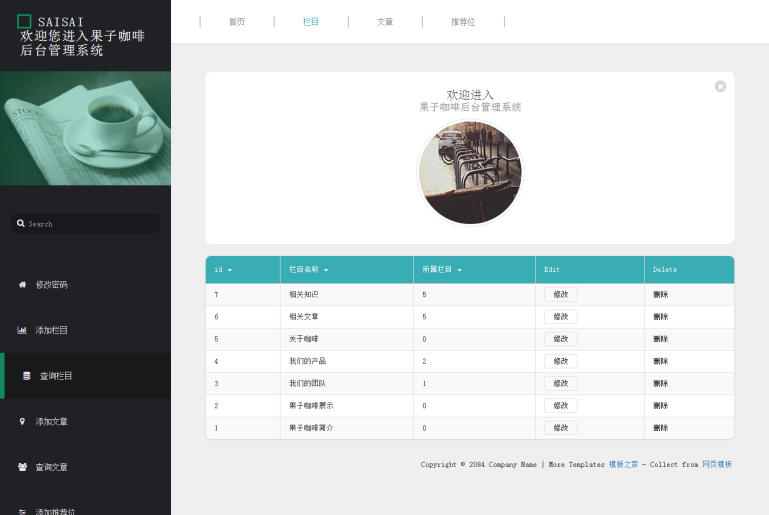 SAISAI
欢迎您进入果子咖啡
后台管理系统
首页 栏目 文章 推荐位
STOCK
Search
修改密码
添加栏目
查询栏目
添加文章
查询文章
添加推荐位
欢迎进入
果子咖啡后台管理系统
id 栏目名称 所属栏目 Edit Delete
7 相关知识 5 修改 删除
6 相关文章 5 修改 删除
5 关于咖啡 0 修改 删除
4 我们的产品 2 修改 删除
3 我们的团队 1 修改 删除
2 果子咖啡展示 0 修改 删除
1 果子咖啡简介 0 修改 删除
Copyright © 2084 Company Name | More Templates 模板之家 - Collect from 网页模板